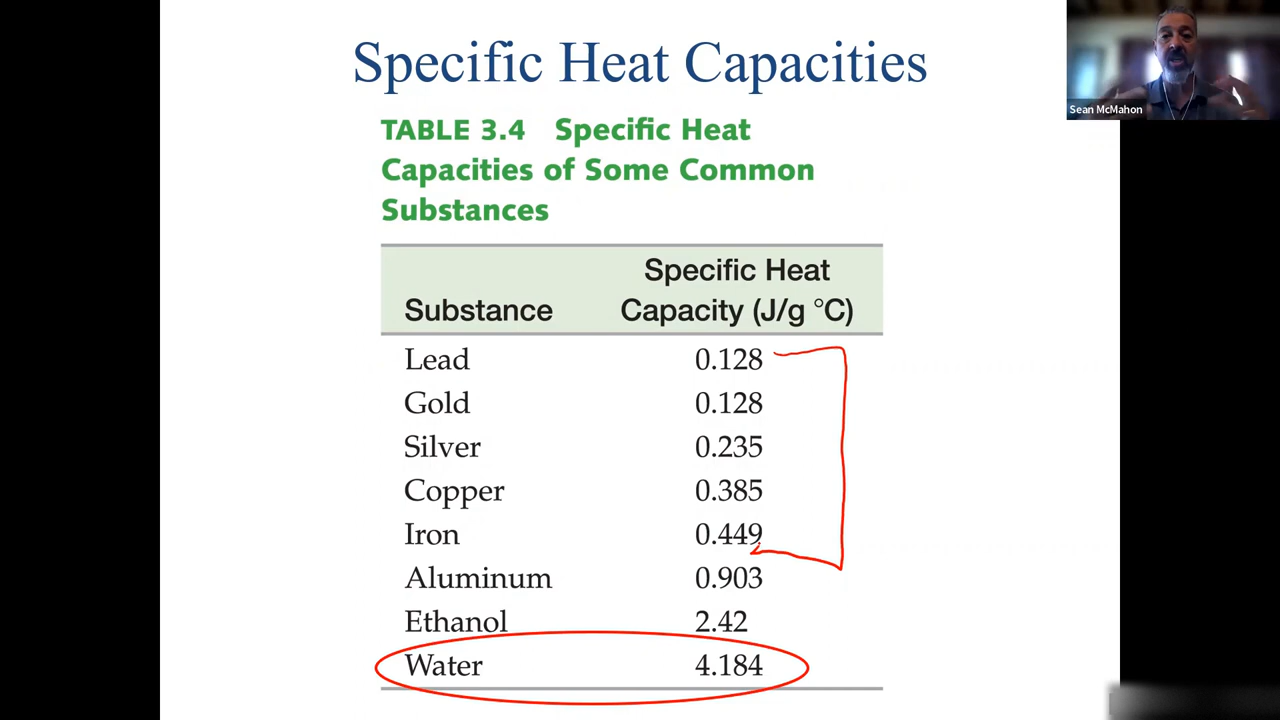 Specific Heat Capacities
Sean McMahon
TABLE 3.4 Specific Heat
Capacities of Some Common
Substances
Specific Heat
Substance Capacity (J/g °C)
Lead 0.128
Gold 0.128
Silver 0.235
Copper 0.385
Iron 0.449
Aluminum 0.903
Ethanol 2.42
Water 4.184